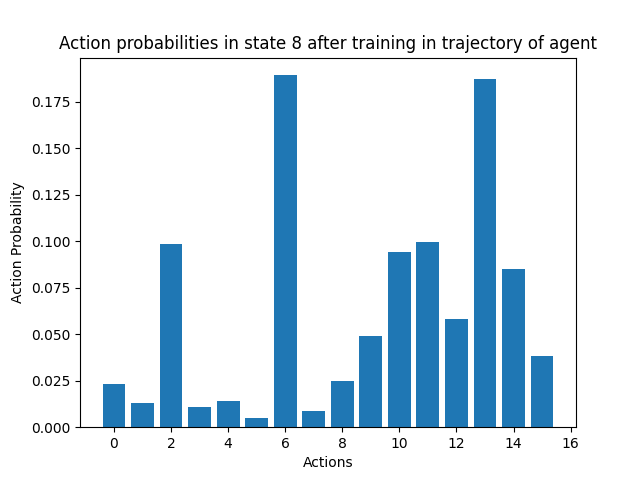 Action probabilities in state 8 after training in trajectory of agent
0.175
0.150
0.125
0.100
0.075
0.050
0.025
0.000
Action Probability
0 2 4 6 8 10 12 14 16
Actions